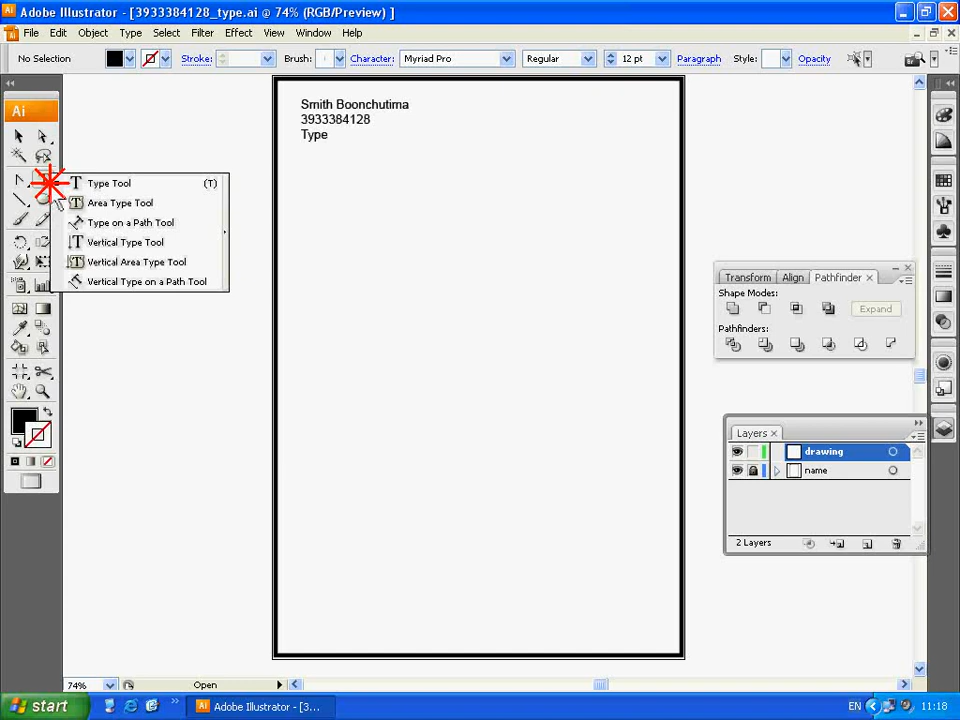 Adobe Illustrator - [3933384128_type.ai @ 74% (RGB/Preview) ]
File Edit Object Type Select Filter Effect View Window Help
No Selection Stroke: Brush: Character: Myriad Pro Regular 12 pt Paragraph Style: Opacity
Ai
Smith Boonchutima
3933384128
Type
Type Tool (T)
Area Type Tool
Type on a Path Tool
Vertical Type Tool
Vertical Area Type Tool
Vertical Type on a Path Tool
Transform Align Pathfinder
Shape Modes:
Expand
Pathfinders:
Layers
drawing
name
2 Layers
74% Open
start Adobe Illustrator - [3... EN 11:18